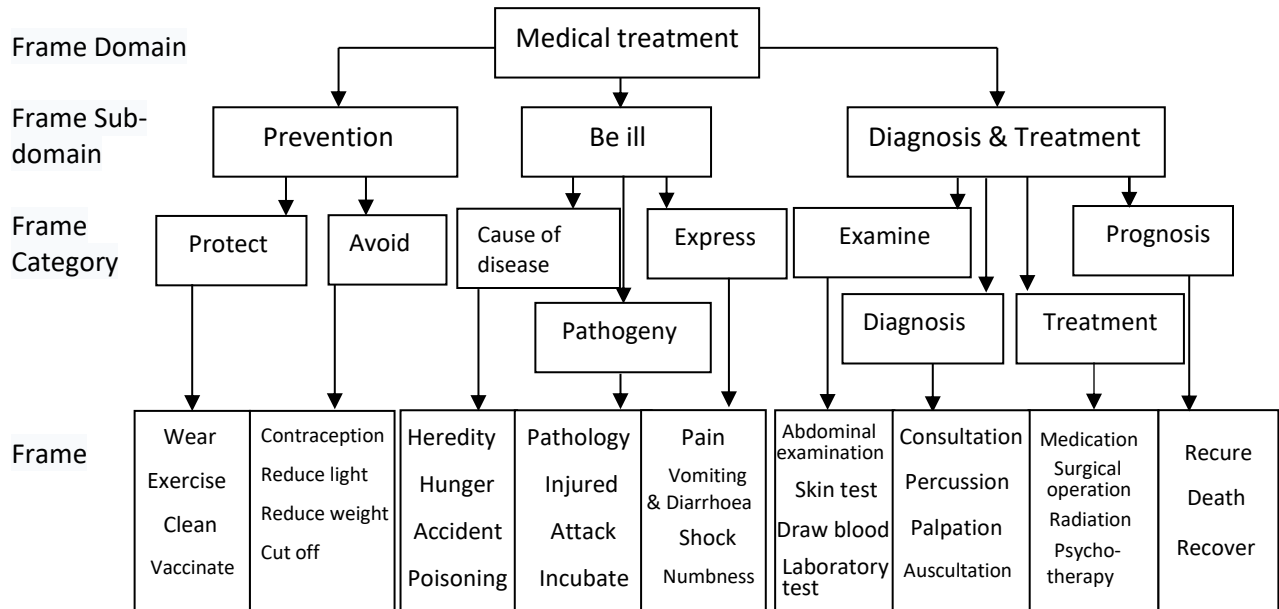 Frame Domain
Medical treatment
Frame Sub-
domain
Prevention
Be ill
Diagnosis & Treatment
Frame
Category
Protect
Avoid
Cause of
disease
Express
Examine
Prognosis
Pathogeny
Diagnosis
Treatment
Frame
Wear
Exercise
Clean
Vaccinate
Contraception
Reduce light
Reduce weight
Cut off
Heredity
Hunger
Accident
Poisoning
Pathology
Injured
Attack
Incubate
Pain
Vomiting
& Diarrhoea
Shock
Numbness
Abdominal
examination
Skin test
Draw blood
Laboratory
test
Consultation
Percussion
Palpation
Auscultation
Medication
Surgical
operation
Radiation
Psycho-
therapy
Recure
Death
Recover